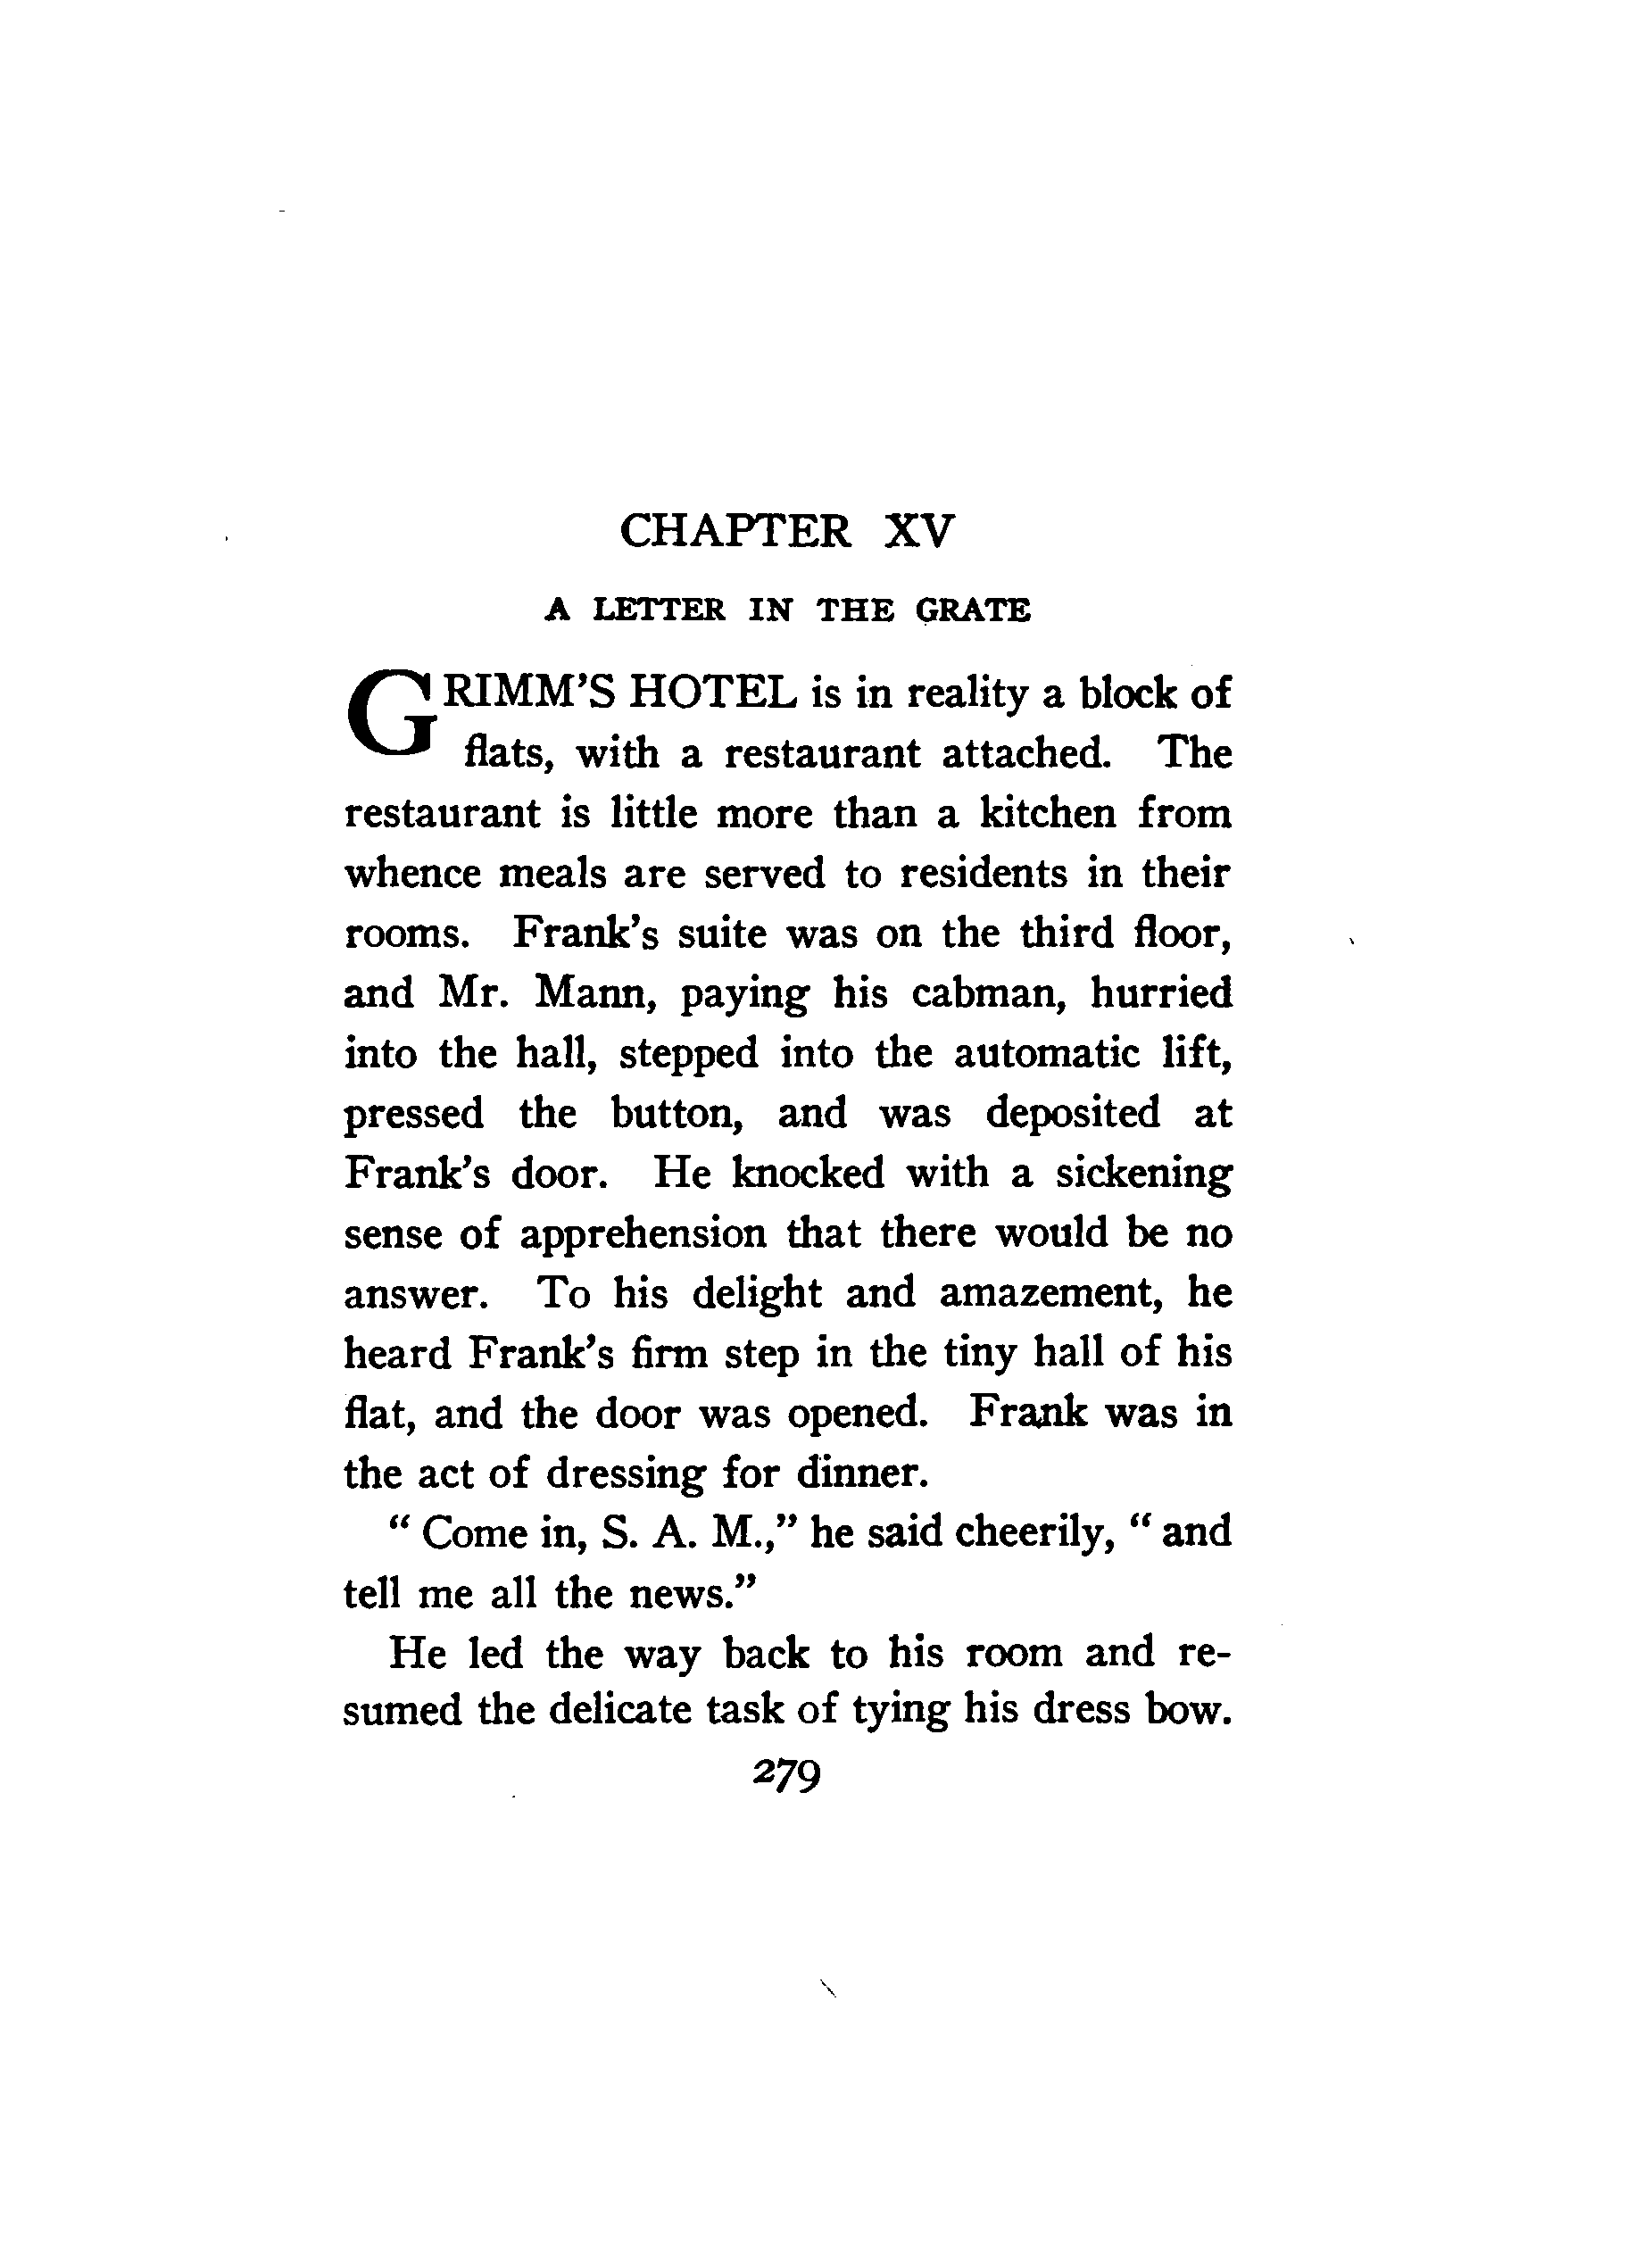 CHAPTER XV
A LETTER IN THE GRATE
GRIMM'S HOTEL is in reality a block of
flats, with a restaurant attached. The
restaurant is little more than a kitchen from
whence meals are served to residents in their
rooms. Frank's suite was on the third floor,
and Mr. Mann, paying his cabman, hurried
into the hall, stepped into the automatic lift,
pressed the button, and was deposited at
Frank's door. He knocked with a sickening
sense of apprehension that there would be no
answer. To his delight and amazement, he
heard Frank's firm step in the tiny hall of his
flat, and the door was opened. Frank was in
the act of dressing for dinner.
" Come in, S. A. M.," he said cheerily, " and
tell me all the news."
He led the way back to his room and re-
sumed the delicate task of tying his dress bow.
279